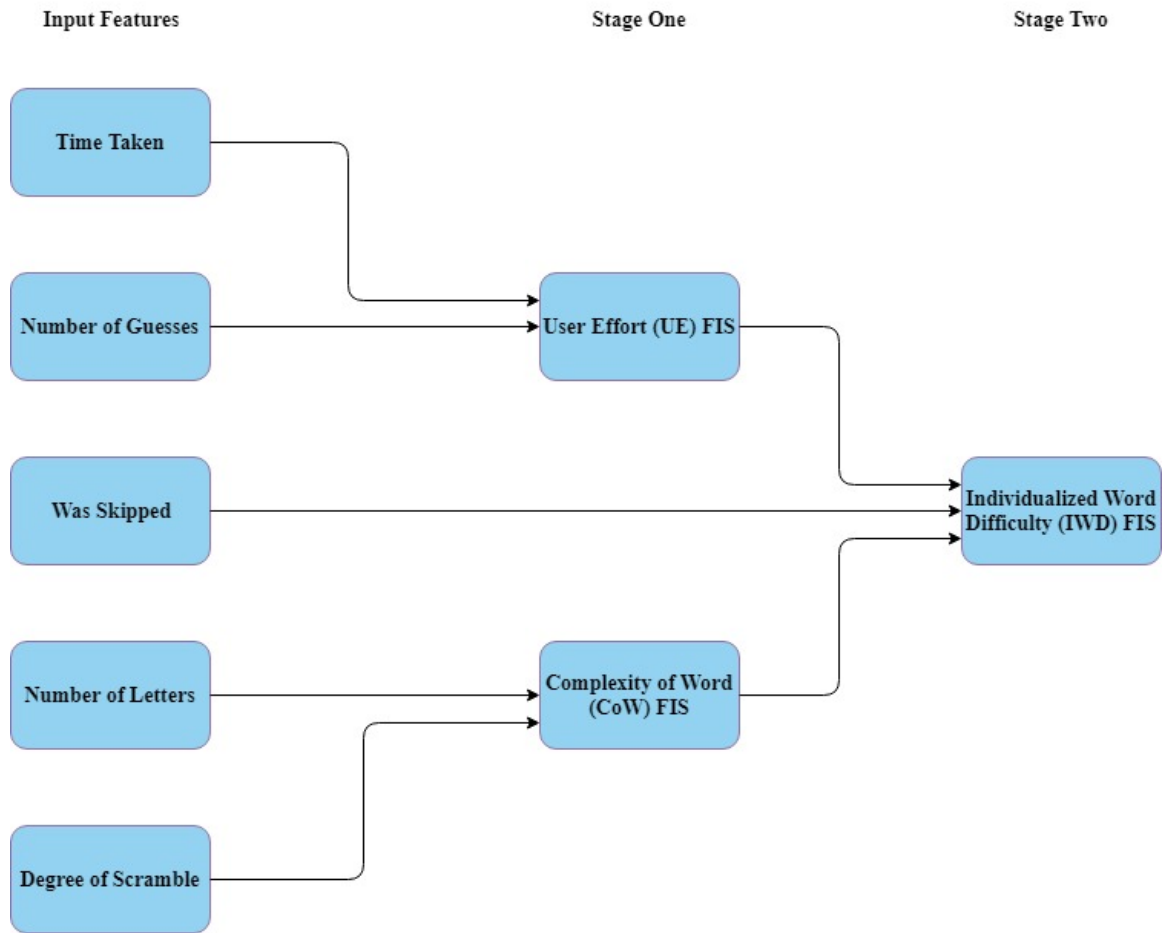 Input Features
Stage One
Stage Two
Time Taken
Number of Guesses
User Effort (UE) FIS
Was Skipped
Individualized Word
Difficulty (IWD) FIS
Number of Letters
Complexity of Word
(CoW) FIS
Degree of Scramble